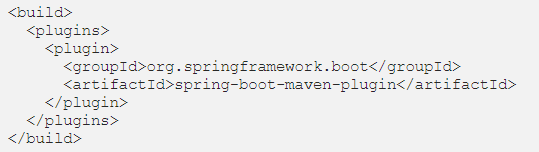 <build>
  <plugins>
    <plugin>
      <groupId>org.springframework.boot</groupId>
      <artifactId>spring-boot-maven-plugin</artifactId>
    </plugin>
  </plugins>
</build>